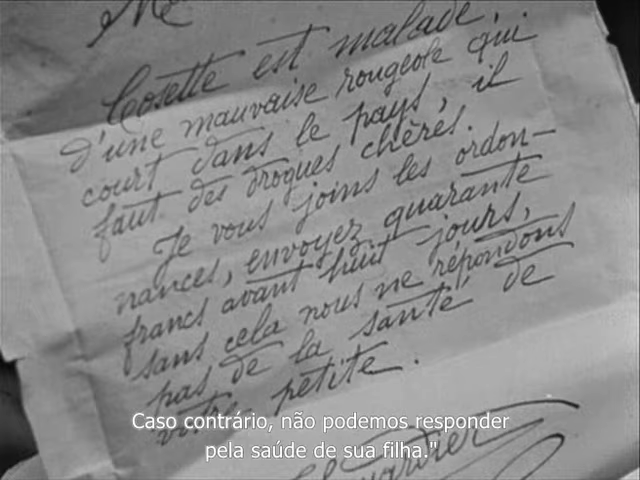 Cosette est malade,
d'une mauvaise rougeole qui
court dans le pays, il
faut des drogues chères.
Je vous joins les ordon-
nances, envoyez quarante
francs avant huit jours,
sans cela nous ne répondons
pas de la santé de
votre petite.
Caso contrário, não podemos responder
pela saúde de sua filha."